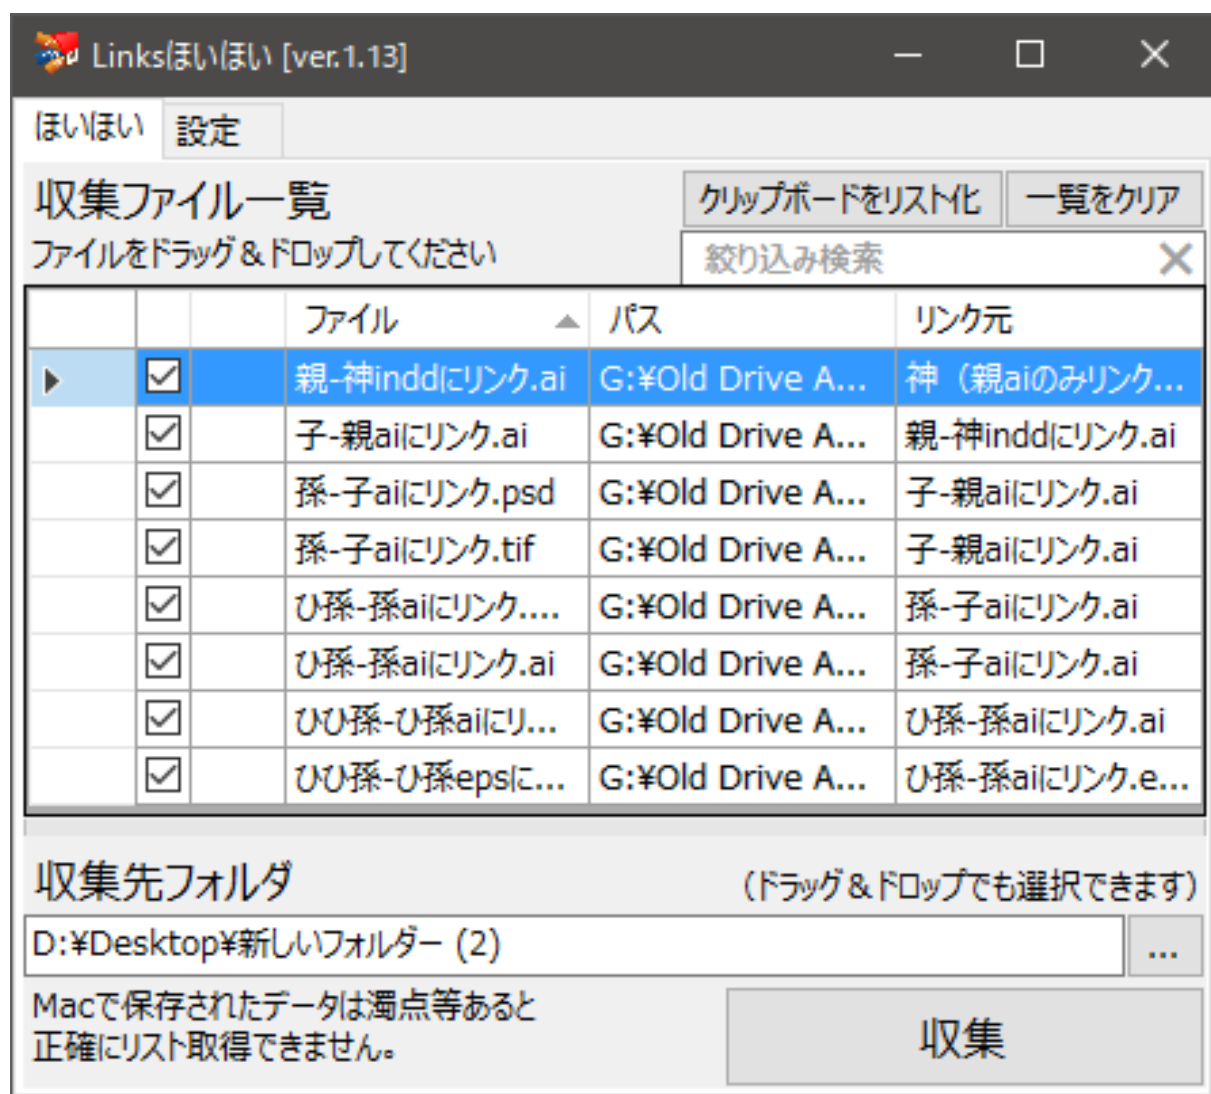 Linksほいほい [ver.1.13]
ほいほい 設定
収集ファイル一覧 クリップボードをリスト化 一覧をクリア
ファイルをドラッグ＆ドロップしてください 絞り込み検索
ファイル パス リンク元
親-神inddにリンク.ai G:¥Old Drive A... 神（親aiのみリンク...
子-親aiにリンク.ai G:¥Old Drive A... 親-神inddにリンク.ai
孫-子aiにリンク.psd G:¥Old Drive A... 子-親aiにリンク.ai
孫-子aiにリンク.tif G:¥Old Drive A... 子-親aiにリンク.ai
ひ孫-孫aiにリンク.... G:¥Old Drive A... 孫-子aiにリンク.ai
ひ孫-孫aiにリンク.ai G:¥Old Drive A... 孫-子aiにリンク.ai
ひひ孫-ひ孫aiにリ... G:¥Old Drive A... ひ孫-孫aiにリンク.ai
ひひ孫-ひ孫epsに... G:¥Old Drive A... ひ孫-孫aiにリンク.e...
収集先フォルダ （ドラッグ＆ドロップでも選択できます）
D:¥Desktop¥新しいフォルダー (2) ...
Macで保存されたデータは濁点等あると
正確にリスト取得できません。
収集